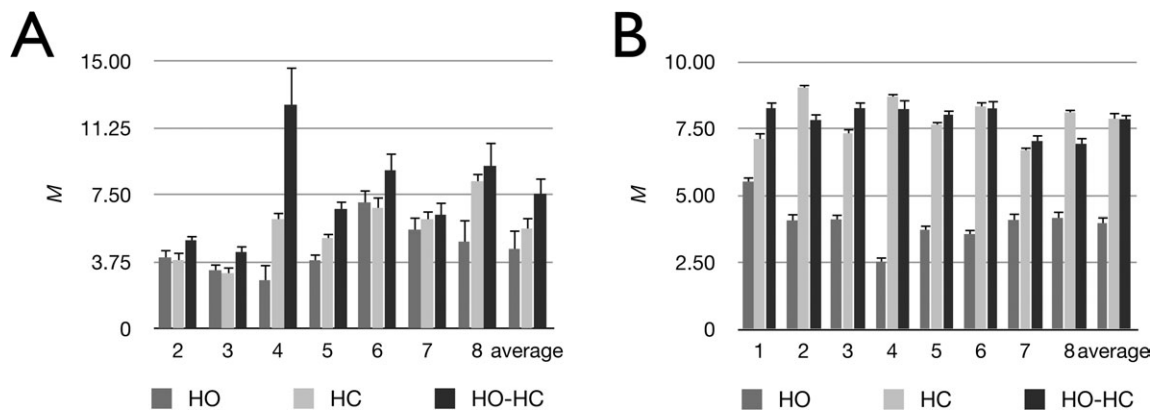 A
15.00
11.25
7.50
3.75
0
M
2 3 4 5 6 7 8 average
HO HC HO-HC
B
10.00
7.50
5.00
2.50
0
M
1 2 3 4 5 6 7 8 average
HO HC HO-HC